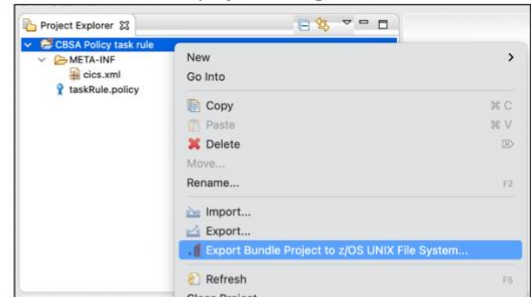 Project Explorer
CBSA Policy task rule
META-INF
cics.xml
taskRule.policy
New >
Go Into
Copy ⌘ C
Paste ⌘ V
Delete ⌦
Move...
Rename... F2
Import...
Export...
Export Bundle Project to z/OS UNIX File System...
Refresh F5